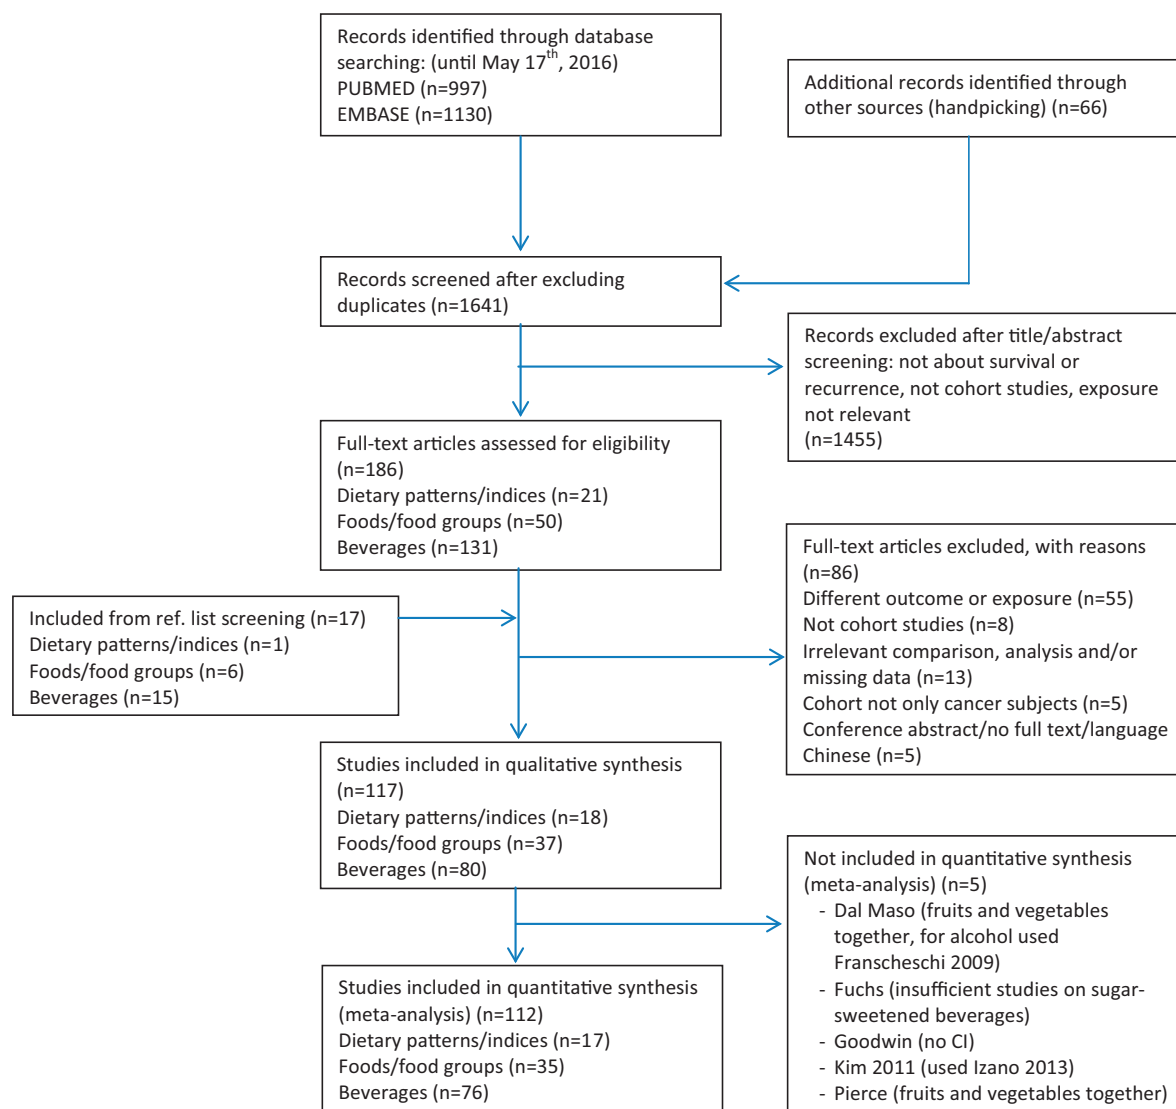 Records identified through database
searching: (until May 17th, 2016)
PUBMED (n=997)
EMBASE (n=1130)
Additional records identified through
other sources (handpicking) (n=66)
Records screened after excluding
duplicates (n=1641)
Records excluded after title/abstract
screening: not about survival or
recurrence, not cohort studies, exposure
not relevant
(n=1455)
Full-text articles assessed for eligibility
(n=186)
Dietary patterns/indices (n=21)
Foods/food groups (n=50)
Beverages (n=131)
Full-text articles excluded, with reasons
(n=86)
Different outcome or exposure (n=55)
Not cohort studies (n=8)
Irrelevant comparison, analysis and/or
missing data (n=13)
Cohort not only cancer subjects (n=5)
Conference abstract/no full text/language
Chinese (n=5)
Included from ref. list screening (n=17)
Dietary patterns/indices (n=1)
Foods/food groups (n=6)
Beverages (n=15)
Studies included in qualitative synthesis
(n=117)
Dietary patterns/indices (n=18)
Foods/food groups (n=37)
Beverages (n=80)
Not included in quantitative synthesis
(meta-analysis) (n=5)
- Dal Maso (fruits and vegetables
together, for alcohol used
Franscheschi 2009)
- Fuchs (insufficient studies on sugar-
sweetened beverages)
- Goodwin (no CI)
- Kim 2011 (used Izano 2013)
- Pierce (fruits and vegetables together)
Studies included in quantitative synthesis
(meta-analysis) (n=112)
Dietary patterns/indices (n=17)
Foods/food groups (n=35)
Beverages (n=76)